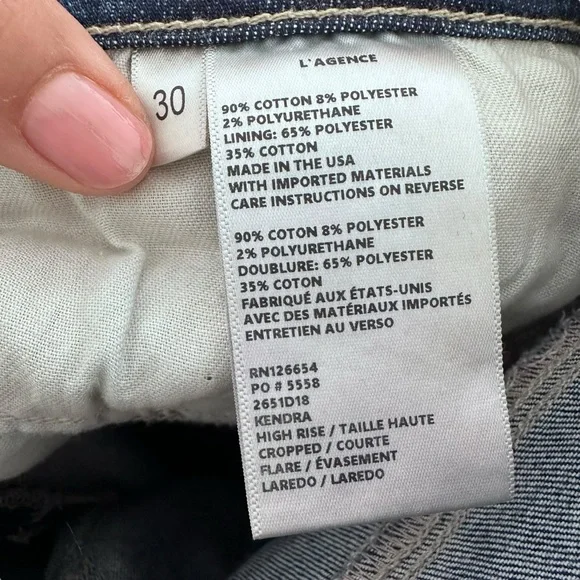 30
L'AGENCE
90% COTTON 8% POLYESTER
2% POLYURETHANE
LINING: 65% POLYESTER
35% COTTON
MADE IN THE USA
WITH IMPORTED MATERIALS
CARE INSTRUCTIONS ON REVERSE
90% COTON 8% POLYESTER
2% POLYURETHANE
DOUBLURE: 65% POLYESTER
35% COTON
FABRIQUÉ AUX ÉTATS-UNIS
AVEC DES MATÉRIAUX IMPORTÉS
ENTRETIEN AU VERSO
RN126654
PO # 5558
2651D18
KENDRA
HIGH RISE / TAILLE HAUTE
CROPPED / COURTE
FLARE / ÉVASEMENT
LAREDO / LAREDO